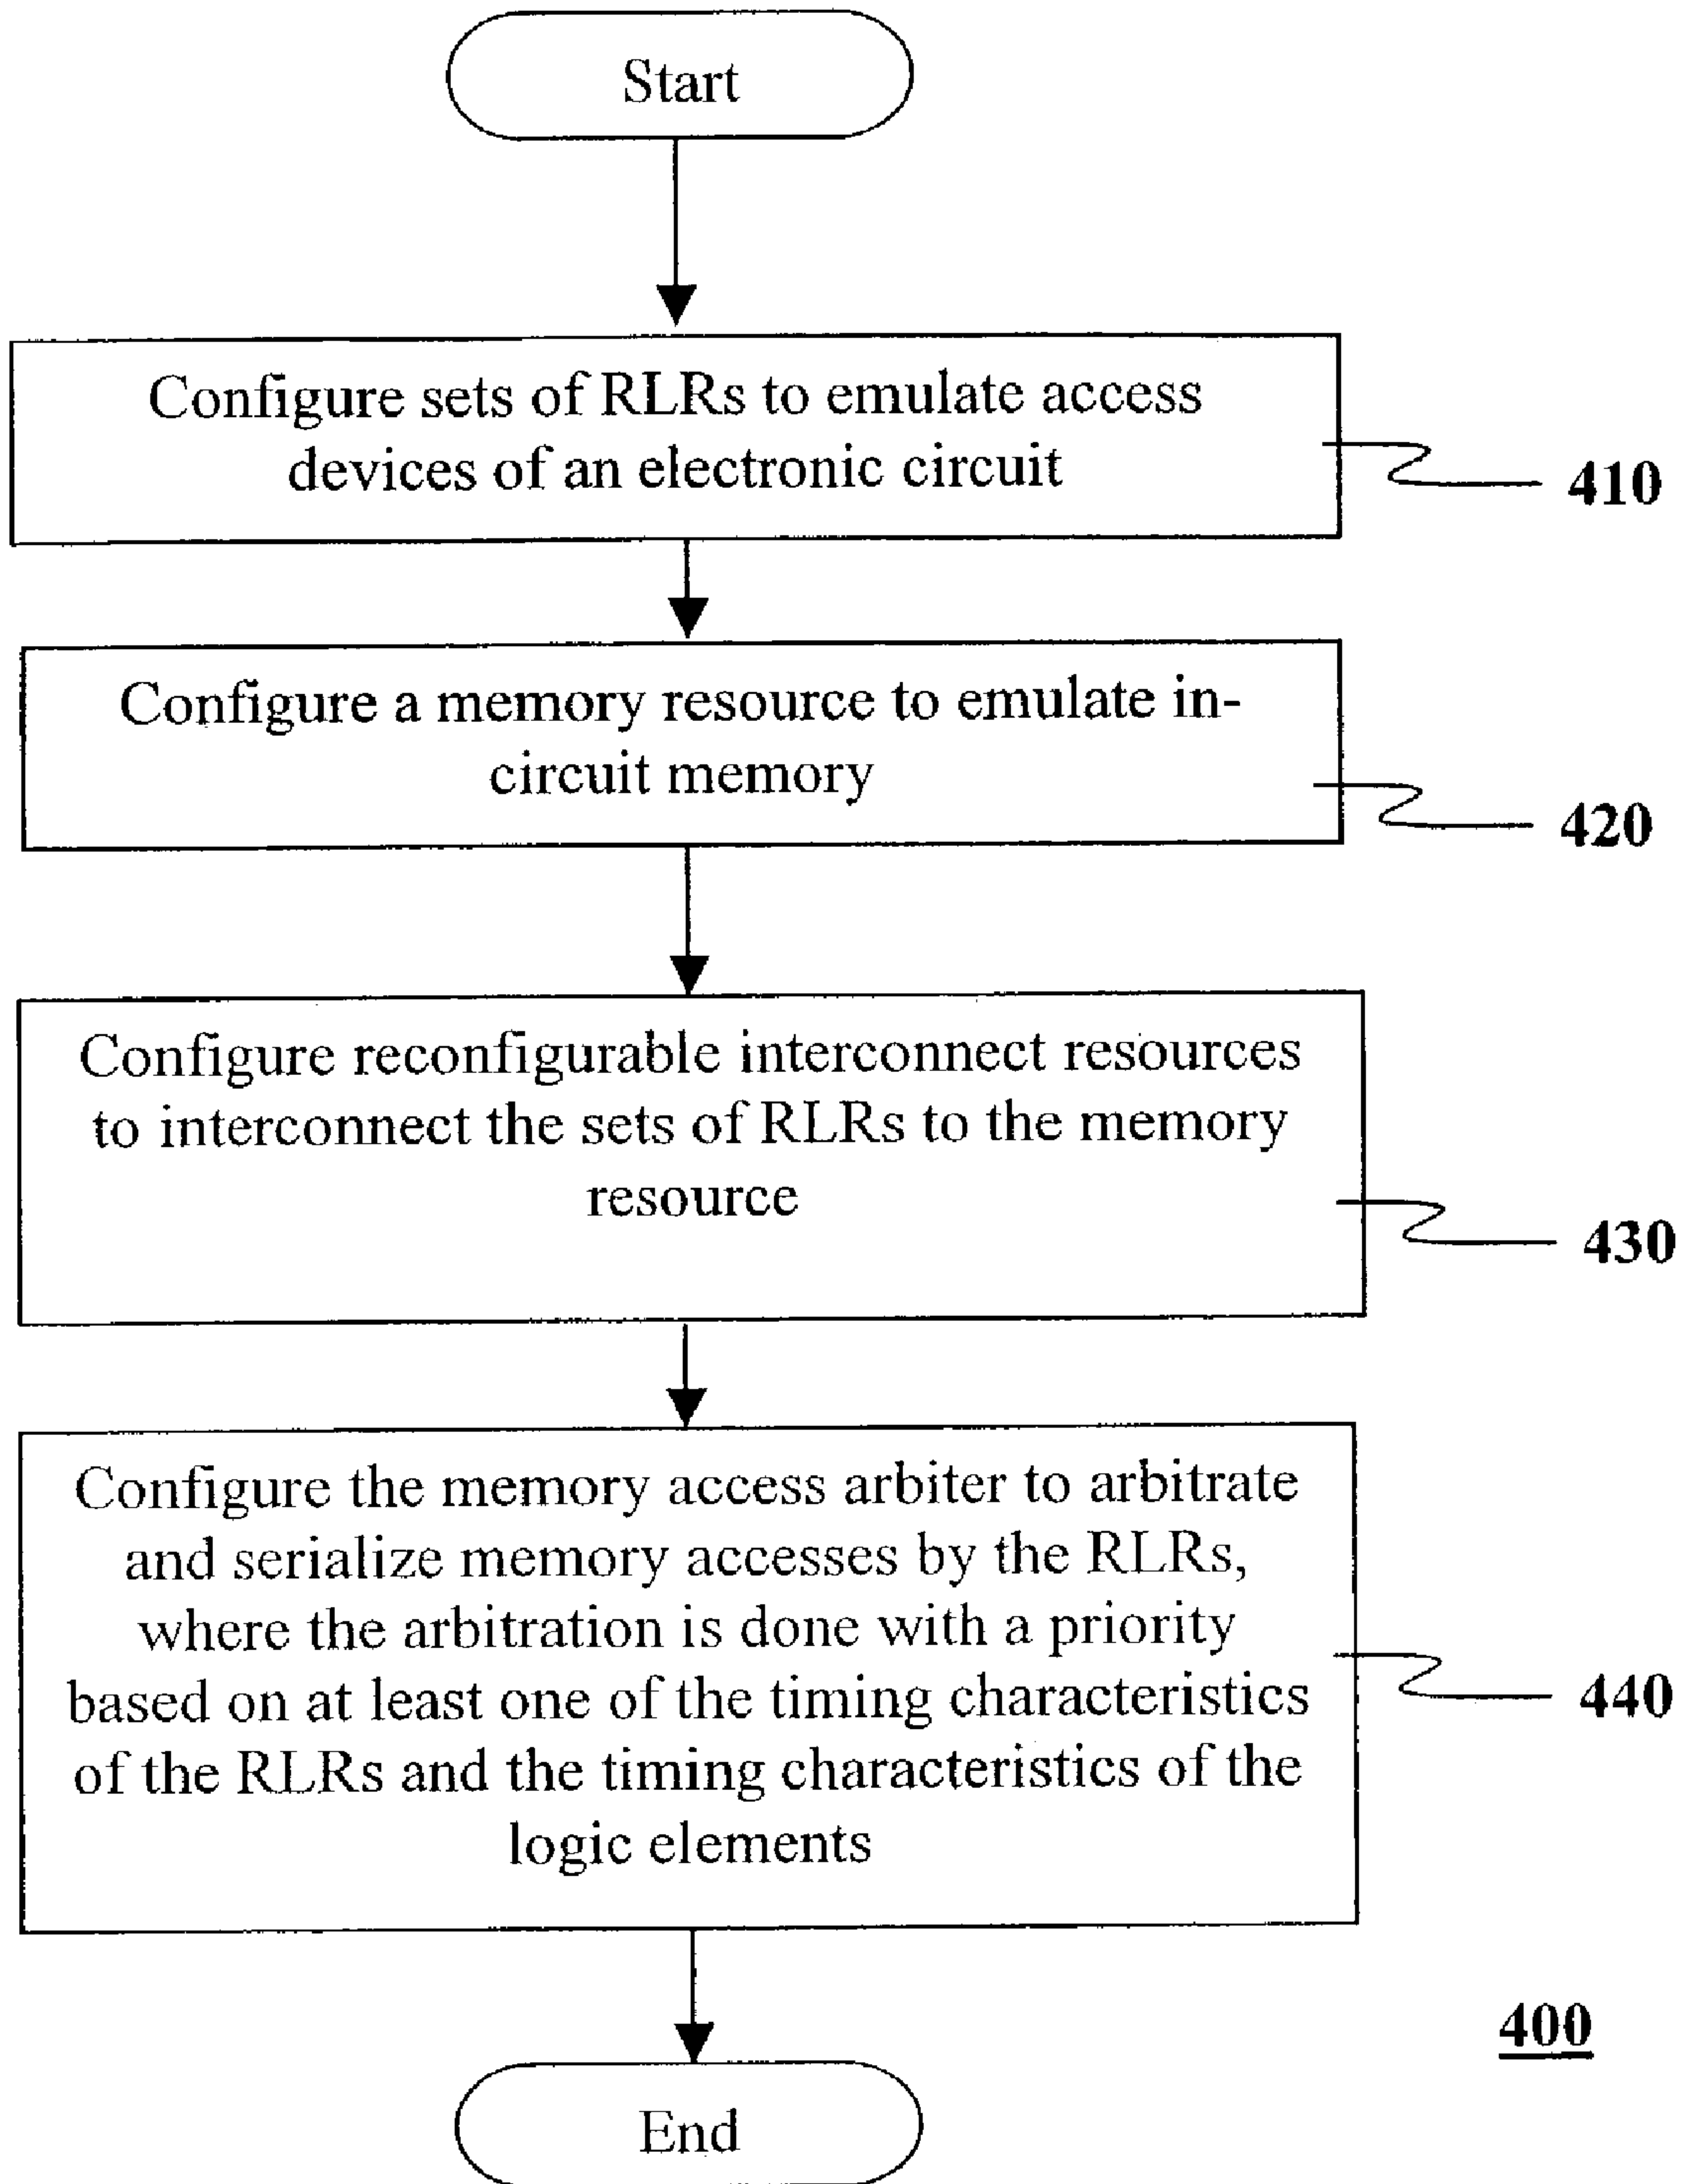 Start
Configure sets of RLRs to emulate access
devices of an electronic circuit
410
Configure a memory resource to emulate in-
circuit memory
420
Configure reconfigurable interconnect resources
to interconnect the sets of RLRs to the memory
resource
430
Configure the memory access arbiter to arbitrate
and serialize memory accesses by the RLRs,
where the arbitration is done with a priority
based on at least one of the timing characteristics
of the RLRs and the timing characteristics of the
logic elements
440
400
End